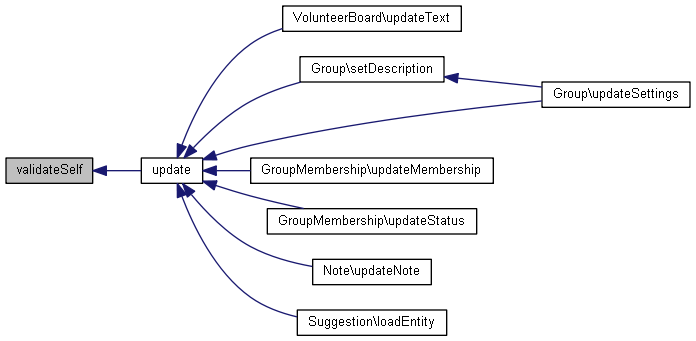 VolunteerBoard\updateText
Group\setDescription
Group\updateSettings
validateSelf
update
GroupMembership\updateMembership
GroupMembership\updateStatus
Note\updateNote
Suggestion\loadEntity